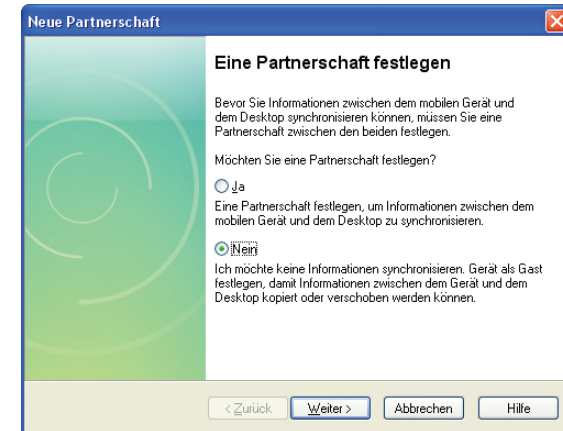 Neue Partnerschaft
Eine Partnerschaft festlegen
Bevor Sie Informationen zwischen dem mobilen Gerät und
dem Desktop synchronisieren können, müssen Sie eine
Partnerschaft zwischen den beiden festlegen.
Möchten Sie eine Partnerschaft festlegen?
Ja
Eine Partnerschaft festlegen, um Informationen zwischen dem
mobilen Gerät und dem Desktop zu synchronisieren.
Nein
Ich möchte keine Informationen synchronisieren. Gerät als Gast
festlegen, damit Informationen zwischen dem Gerät und dem
Desktop kopiert oder verschoben werden können.
< Zurück Weiter > Abbrechen Hilfe